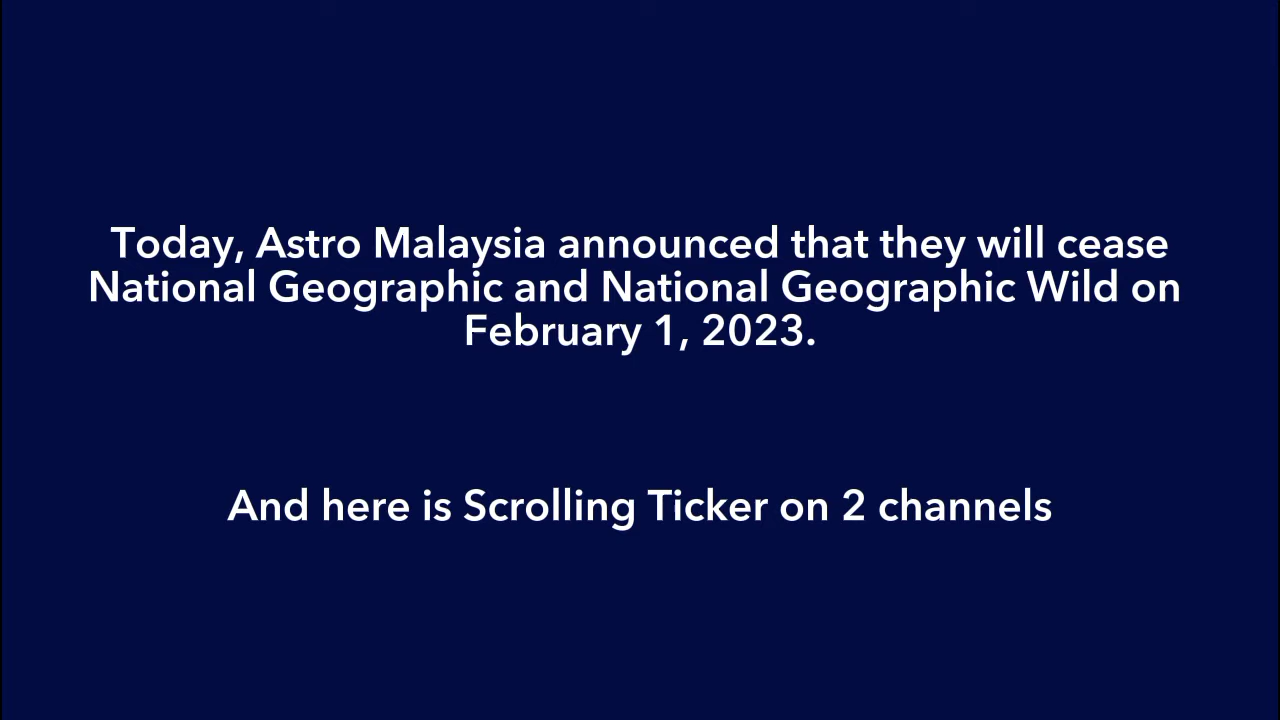 Today, Astro Malaysia announced that they will cease
National Geographic and National Geographic Wild on
February 1, 2023.
And here is Scrolling Ticker on 2 channels